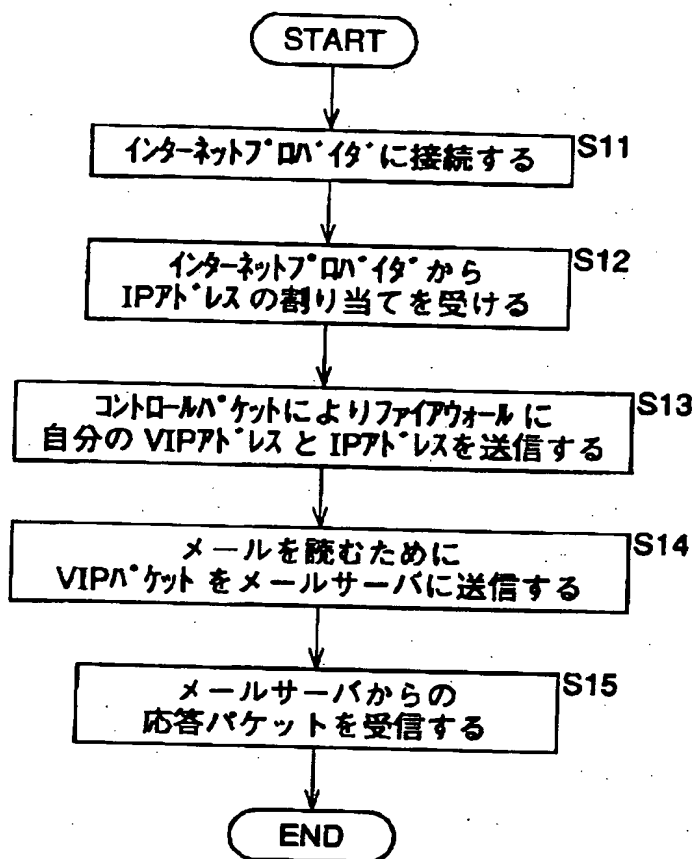 START
インターネットプロバイダに接続する
S11
インターネットプロバイダから
S12
IPアドレスの割り当てを受ける
コントロールパケットによりファイアウォールに
S13
自分のVIPアドレスとIPアドレスを送信する
メールを読むために
S14
VIPパケットをメールサーバに送信する
メールサーバからの
S15
応答パケットを受信する
END